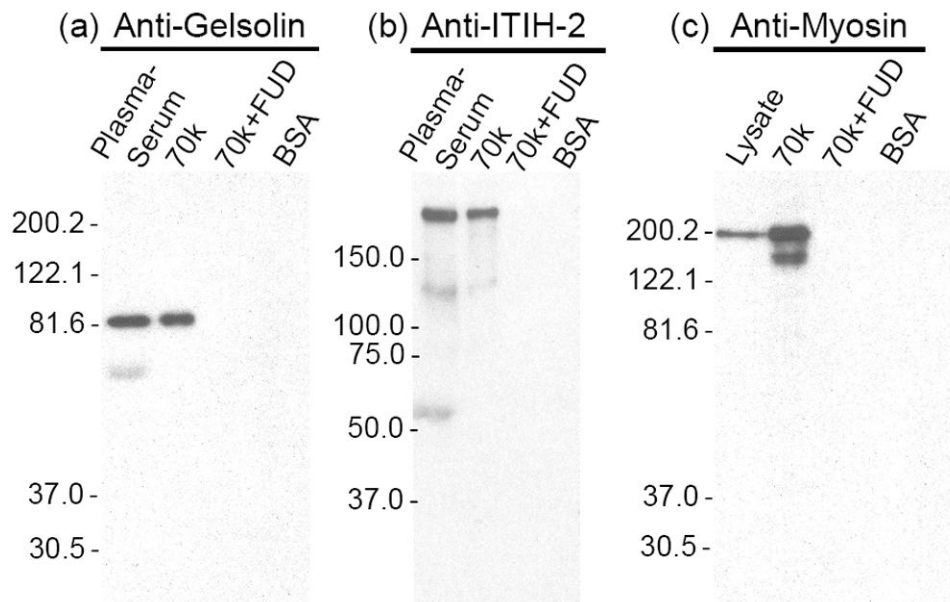 (a) Anti-Gelsolin
Plasma-
Serum
70k
70k+FUD
BSA
200.2 -
122.1 -
81.6 -
37.0 -
30.5 -
(b) Anti-ITIH-2
Plasma-
Serum
70k
70k+FUD
BSA
150.0 -
100.0 -
75.0 -
50.0 -
37.0 -
(c) Anti-Myosin
Lysate
70k
70k+FUD
BSA
200.2 -
122.1 -
81.6 -
37.0 -
30.5 -